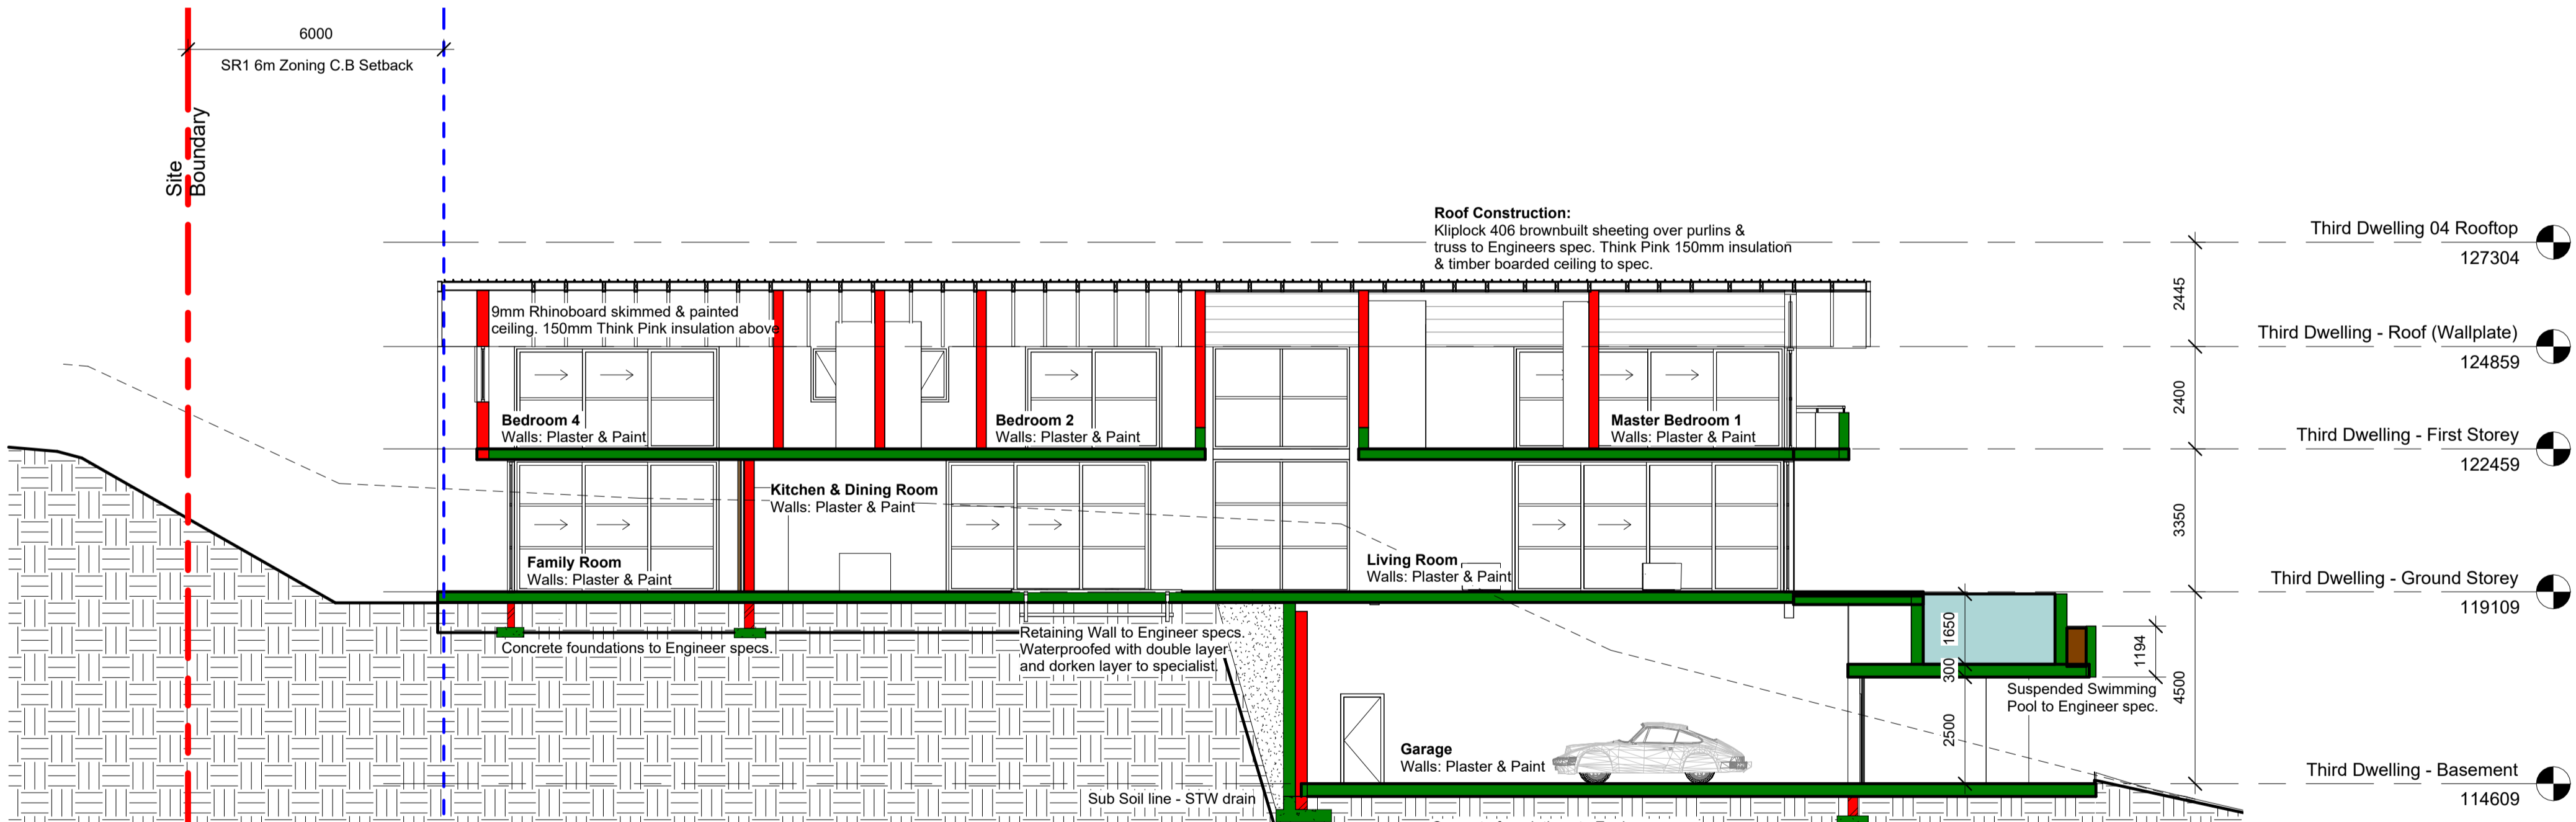 6000
SR1 6m Zoning C.B Setback
Site
Boundary
Roof Construction:
Kliplock 406 brownbuilt sheeting over purlins &
truss to Engineers spec. Think Pink 150mm insulation
& timber boarded ceiling to spec.
Third Dwelling 04 Rooftop
127304
2445
9mm Rhinoboard skimmed & painted
ceiling. 150mm Think Pink insulation above
Third Dwelling - Roof (Wallplate)
124859
2400
Bedroom 4
Walls: Plaster & Paint
Bedroom 2
Walls: Plaster & Paint
Master Bedroom 1
Walls: Plaster & Paint
Third Dwelling - First Storey
122459
3350
Kitchen & Dining Room
Walls: Plaster & Paint
Family Room
Walls: Plaster & Paint
Living Room
Walls: Plaster & Paint
Third Dwelling - Ground Storey
119109
Concrete foundations to Engineer specs.
Retaining Wall to Engineer specs.
Waterproofed with double layer
and dorken layer to specialist.
1650
300
2500
1194
4500
Suspended Swimming
Pool to Engineer spec.
Garage
Walls: Plaster & Paint
Sub Soil line - STW drain
Third Dwelling - Basement
114609